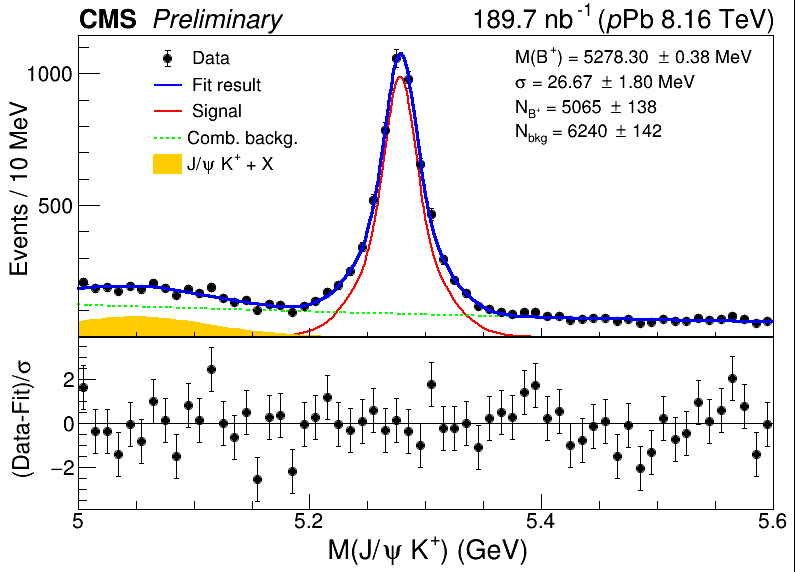 CMS Preliminary 189.7 nb⁻¹ (pPb 8.16 TeV)
Data
Fit result
Signal
Comb. backg.
J/ψ K⁺ + X
M(B⁺) = 5278.30 ± 0.38 MeV
σ = 26.67 ± 1.80 MeV
N_B⁺ = 5065 ± 138
N_bkg = 6240 ± 142
Events / 10 MeV
1000
500
(Data-Fit)/σ
2
0
−2
5 5.2 5.4 5.6
M(J/ψ K⁺) (GeV)